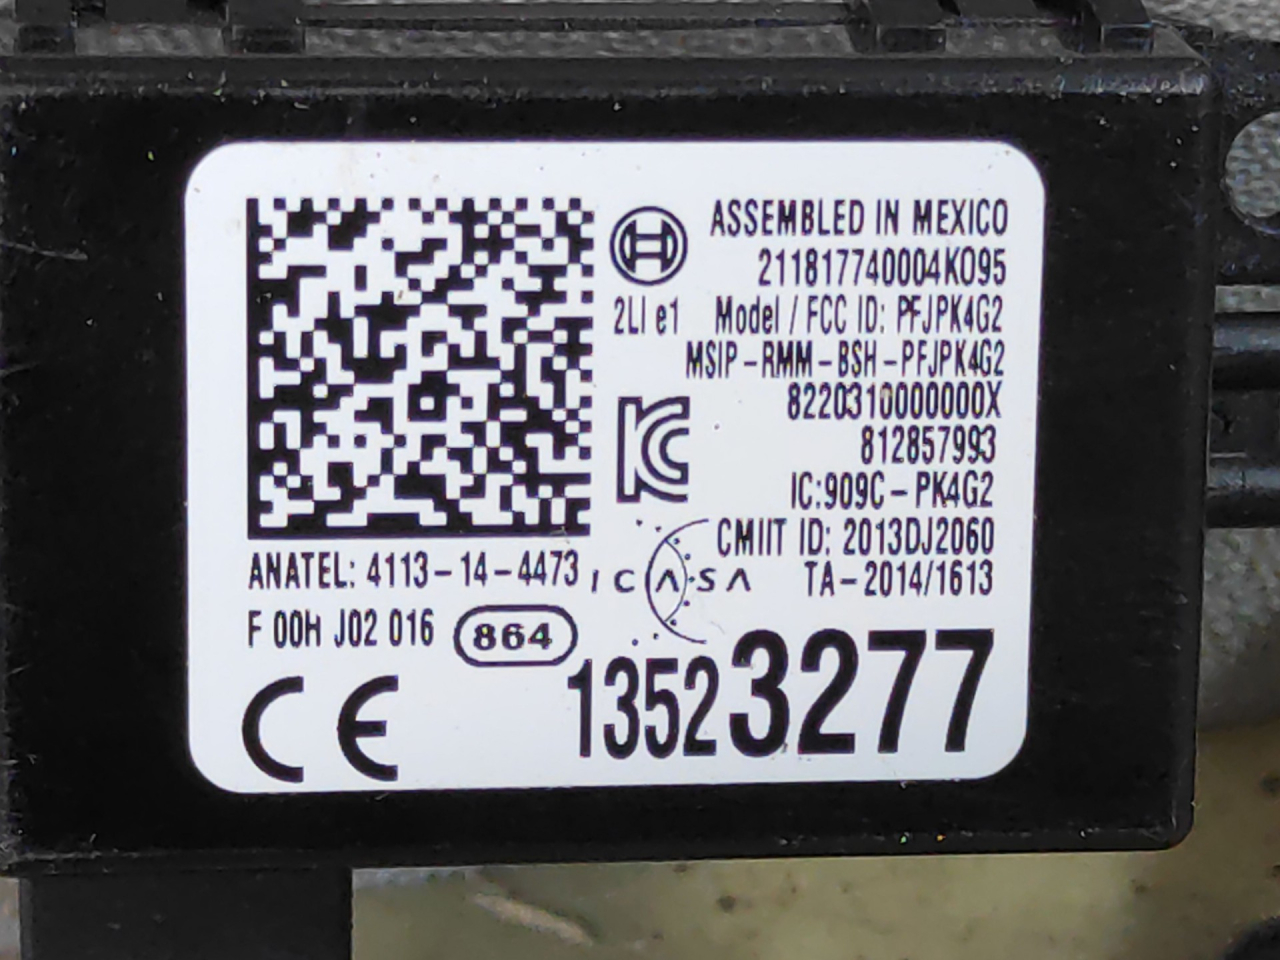 ASSEMBLED IN MEXICO
211817740004K095
2LI e1 Model / FCC ID: PFJPK4G2
MSIP-RMM-BSH-PFJPK4G2
8220310000000X
812857993
IC:909C-PK4G2
CMIIT ID: 2013DJ2060
ANATEL: 4113-14-4473 ICASA TA-2014/1613
F 00H J02 016 864
13523277
CE